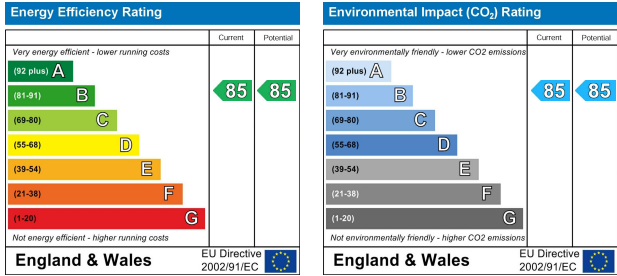 Energy Efficiency Rating
Current Potential
Very energy efficient - lower running costs
(92 plus) A
(81-91) B
85 85
(69-80) C
(55-68) D
(39-54) E
(21-38) F
(1-20) G
Not energy efficient - higher running costs
England & Wales
EU Directive
2002/91/EC
Environmental Impact (CO2) Rating
Current Potential
Very environmentally friendly - lower CO2 emissions
(92 plus) A
(81-91) B
85 85
(69-80) C
(55-68) D
(39-54) E
(21-38) F
(1-20) G
Not environmentally friendly - higher CO2 emissions
England & Wales
EU Directive
2002/91/EC